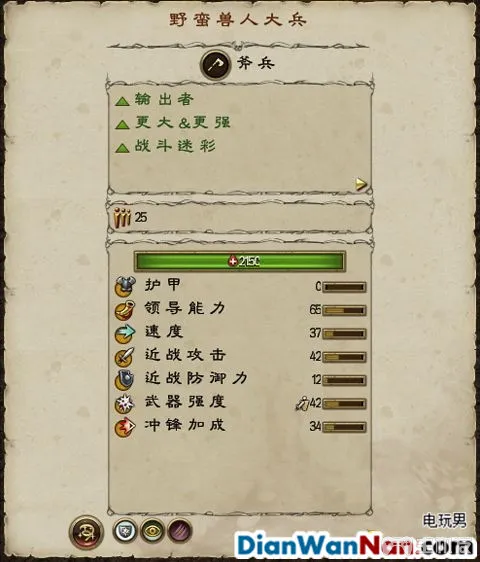 野蛮兽人大兵
斧兵
输出者
更大&更强
战斗迷彩
25
2150
护甲 0
领导能力 65
速度 37
近战攻击 42
近战防御力 12
武器强度 42
冲锋加成 34
电玩男
DianWanNan.com